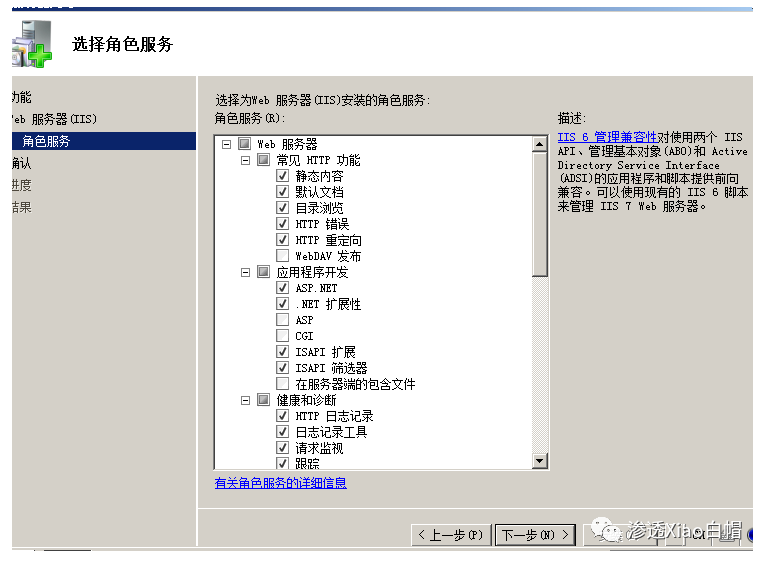 选择角色服务
功能
Web 服务器(IIS)
角色服务
确认
进度
结果
选择为Web 服务器(IIS)安装的角色服务:
角色服务(R):
Web 服务器
常见 HTTP 功能
静态内容
默认文档
目录浏览
HTTP 错误
HTTP 重定向
WebDAV 发布
应用程序开发
ASP.NET
.NET 扩展性
ASP
CGI
ISAPI 扩展
ISAPI 筛选器
在服务器端的包含文件
健康和诊断
HTTP 日志记录
日志记录工具
请求监视
跟踪
有关角色服务的详细信息
描述:
IIS 6 管理兼容性对使用两个 IIS
API、管理基本对象(ABO)和 Active
Directory Service Interface
(ADSI)的应用程序和脚本提供前向
兼容。可以使用现有的 IIS 6 脚本
来管理 IIS 7 Web 服务器。
< 上一步(P)
下一步(N) >
渗透Xiao白帽